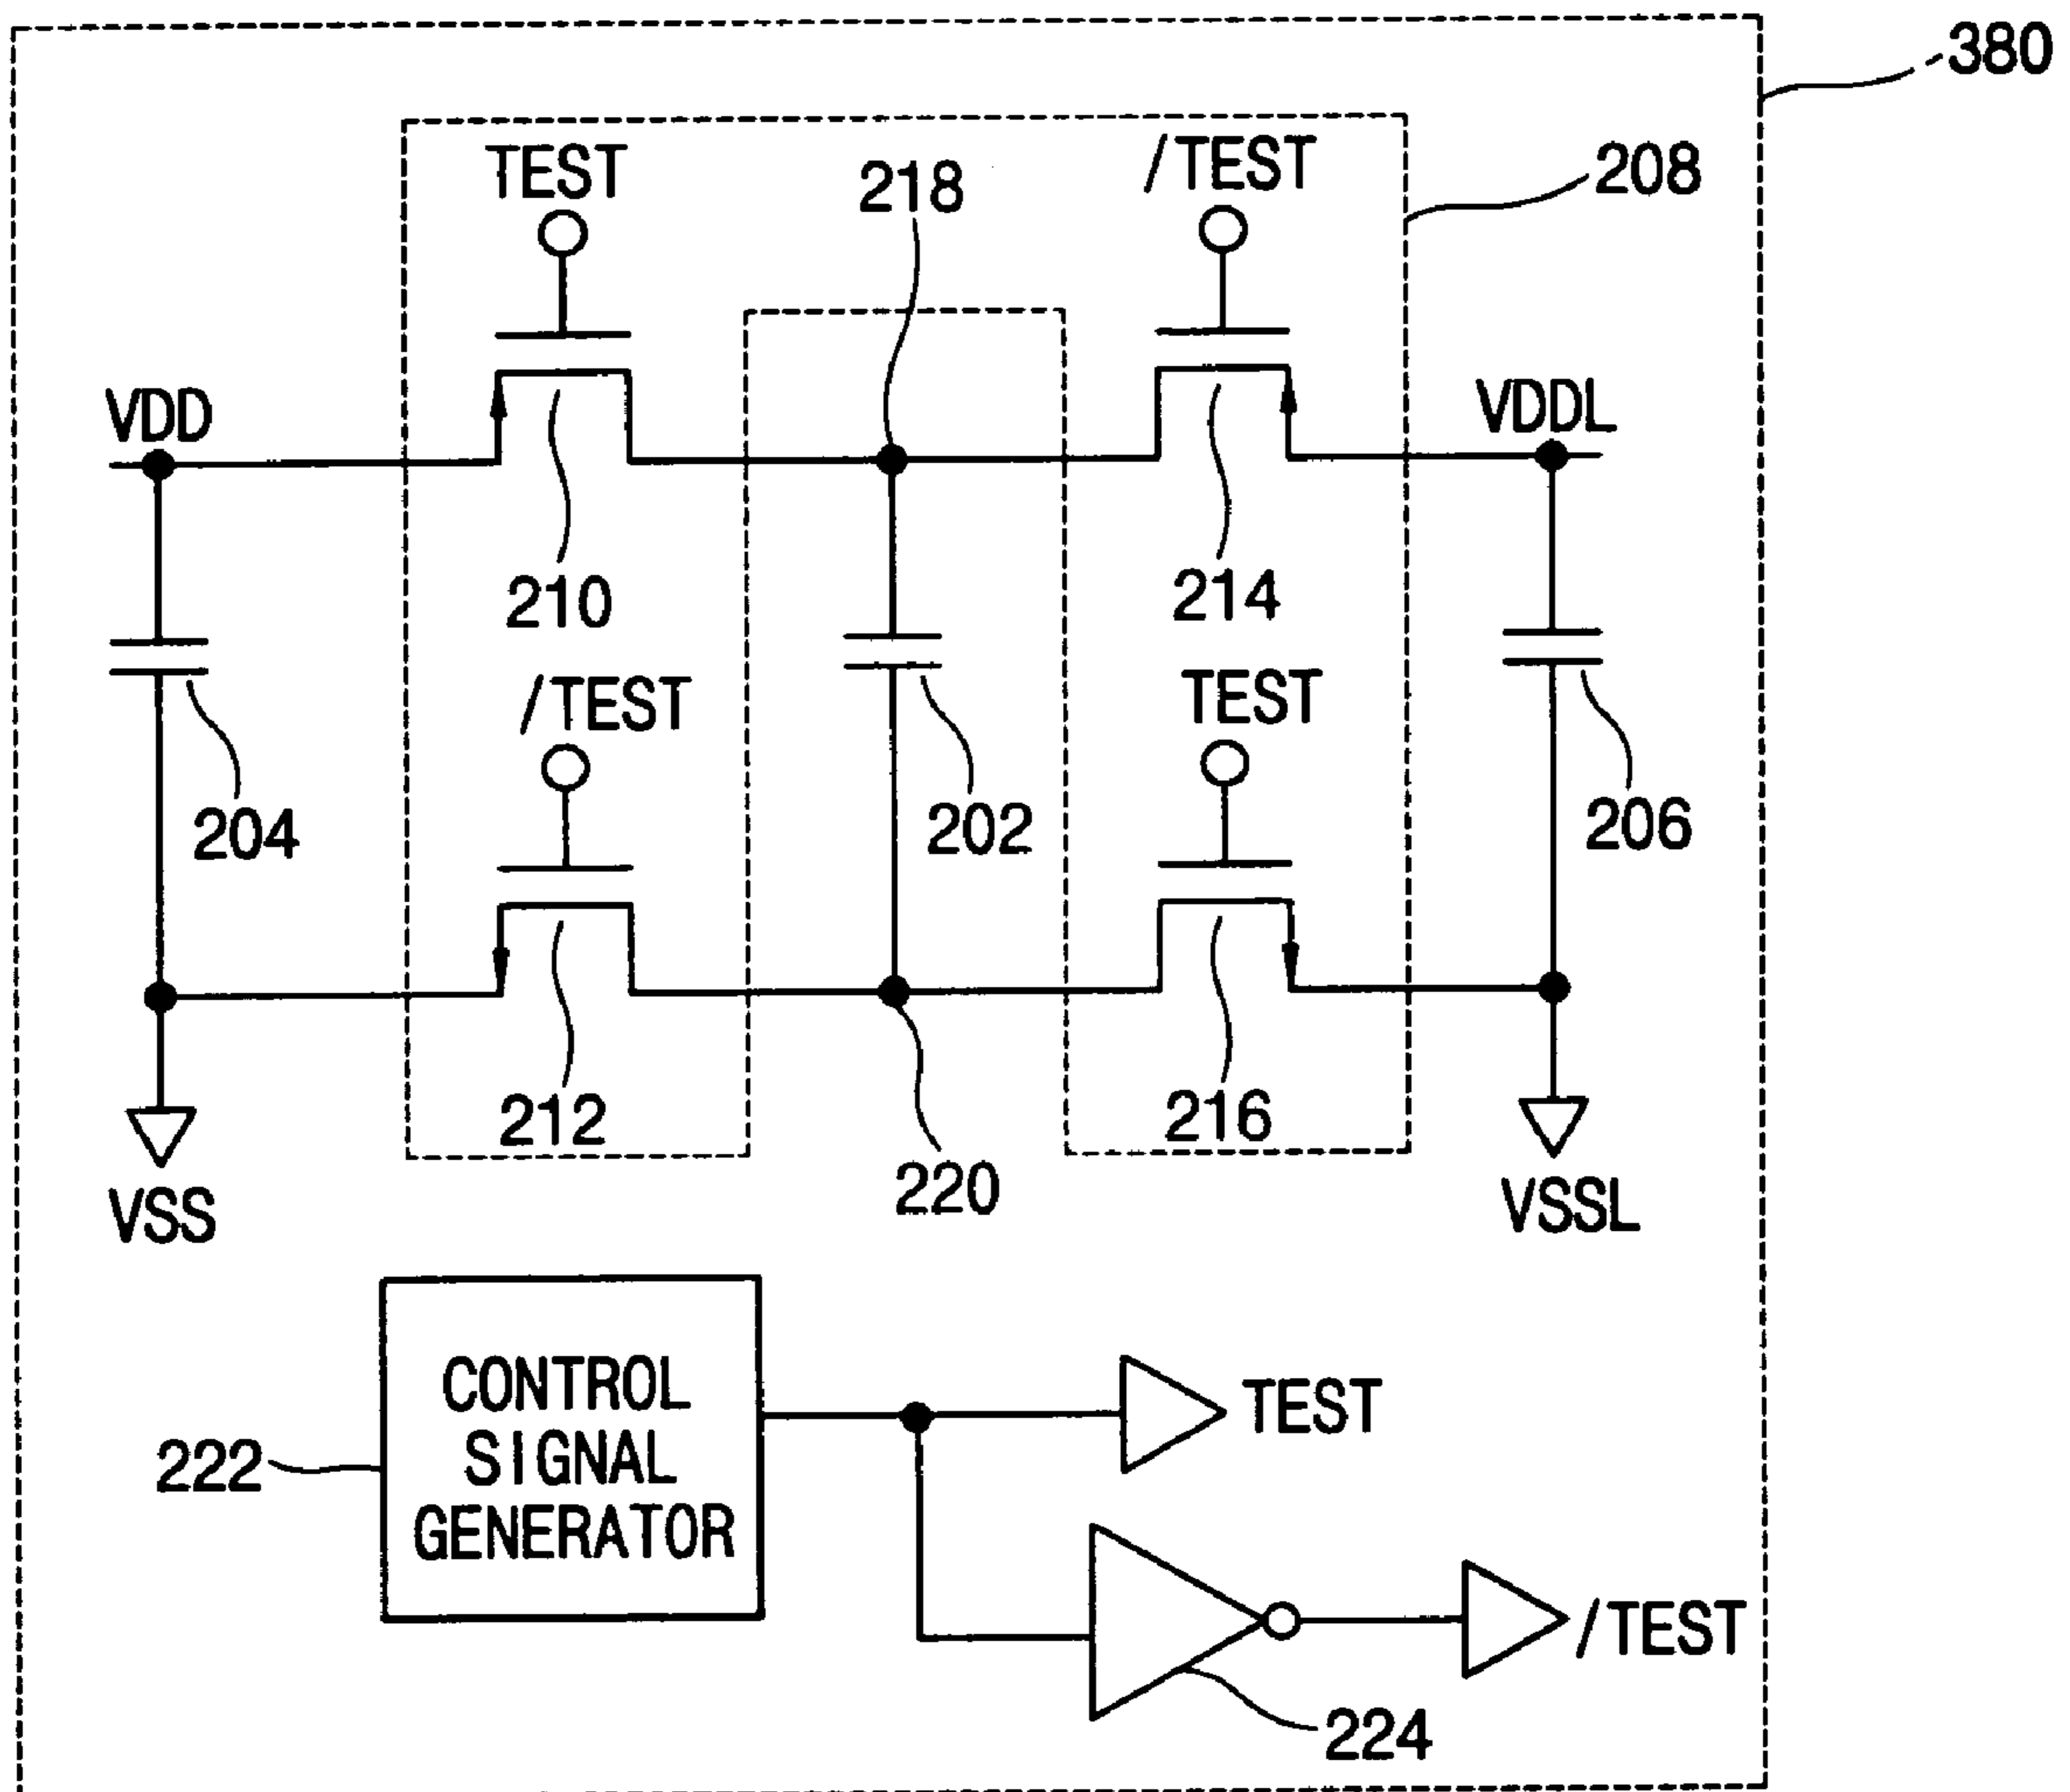 380
TEST
218
/TEST
208
VDD
VDDL
210
214
/TEST
TEST
204
202
206
212
216
220
VSS
VSSL
CONTROL
SIGNAL
GENERATOR
222
TEST
/TEST
224